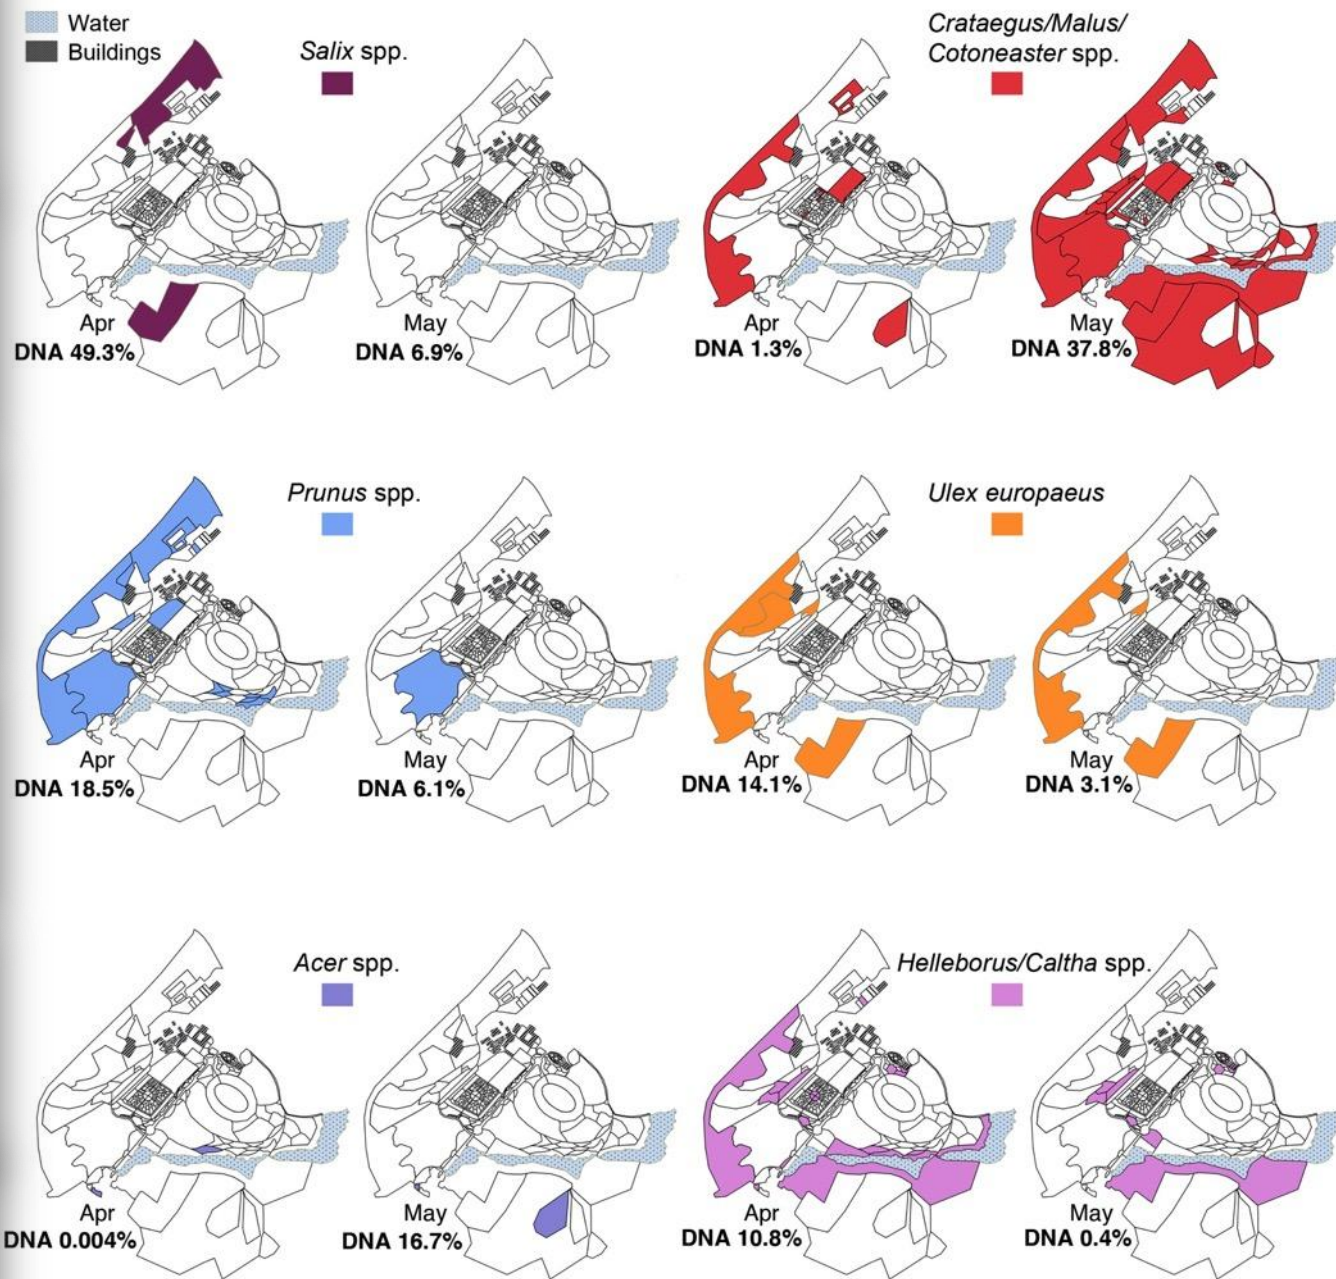 Water
Buildings
Salix spp.
Crataegus/Malus/
Cotoneaster spp.
Apr
DNA 49.3%
May
DNA 6.9%
Apr
DNA 1.3%
May
DNA 37.8%
Prunus spp.
Ulex europaeus
Apr
DNA 18.5%
May
DNA 6.1%
Apr
DNA 14.1%
May
DNA 3.1%
Acer spp.
Helleborus/Caltha spp.
Apr
DNA 0.004%
May
DNA 16.7%
Apr
DNA 10.8%
May
DNA 0.4%